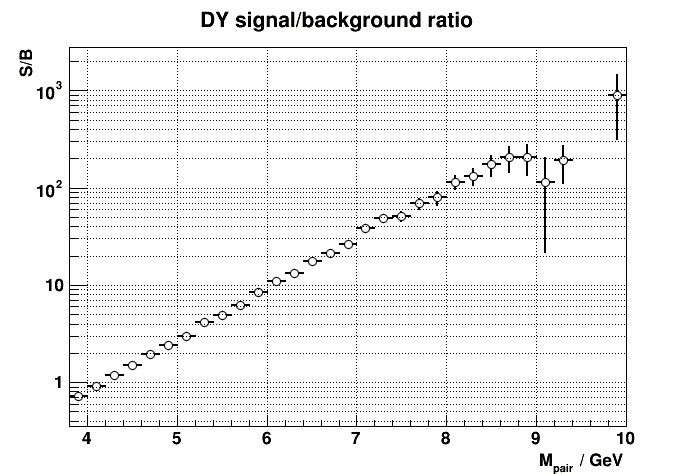 DY signal/background ratio
S/B
10³
10²
10
1
4 5 6 7 8 9 10
M_pair / GeV